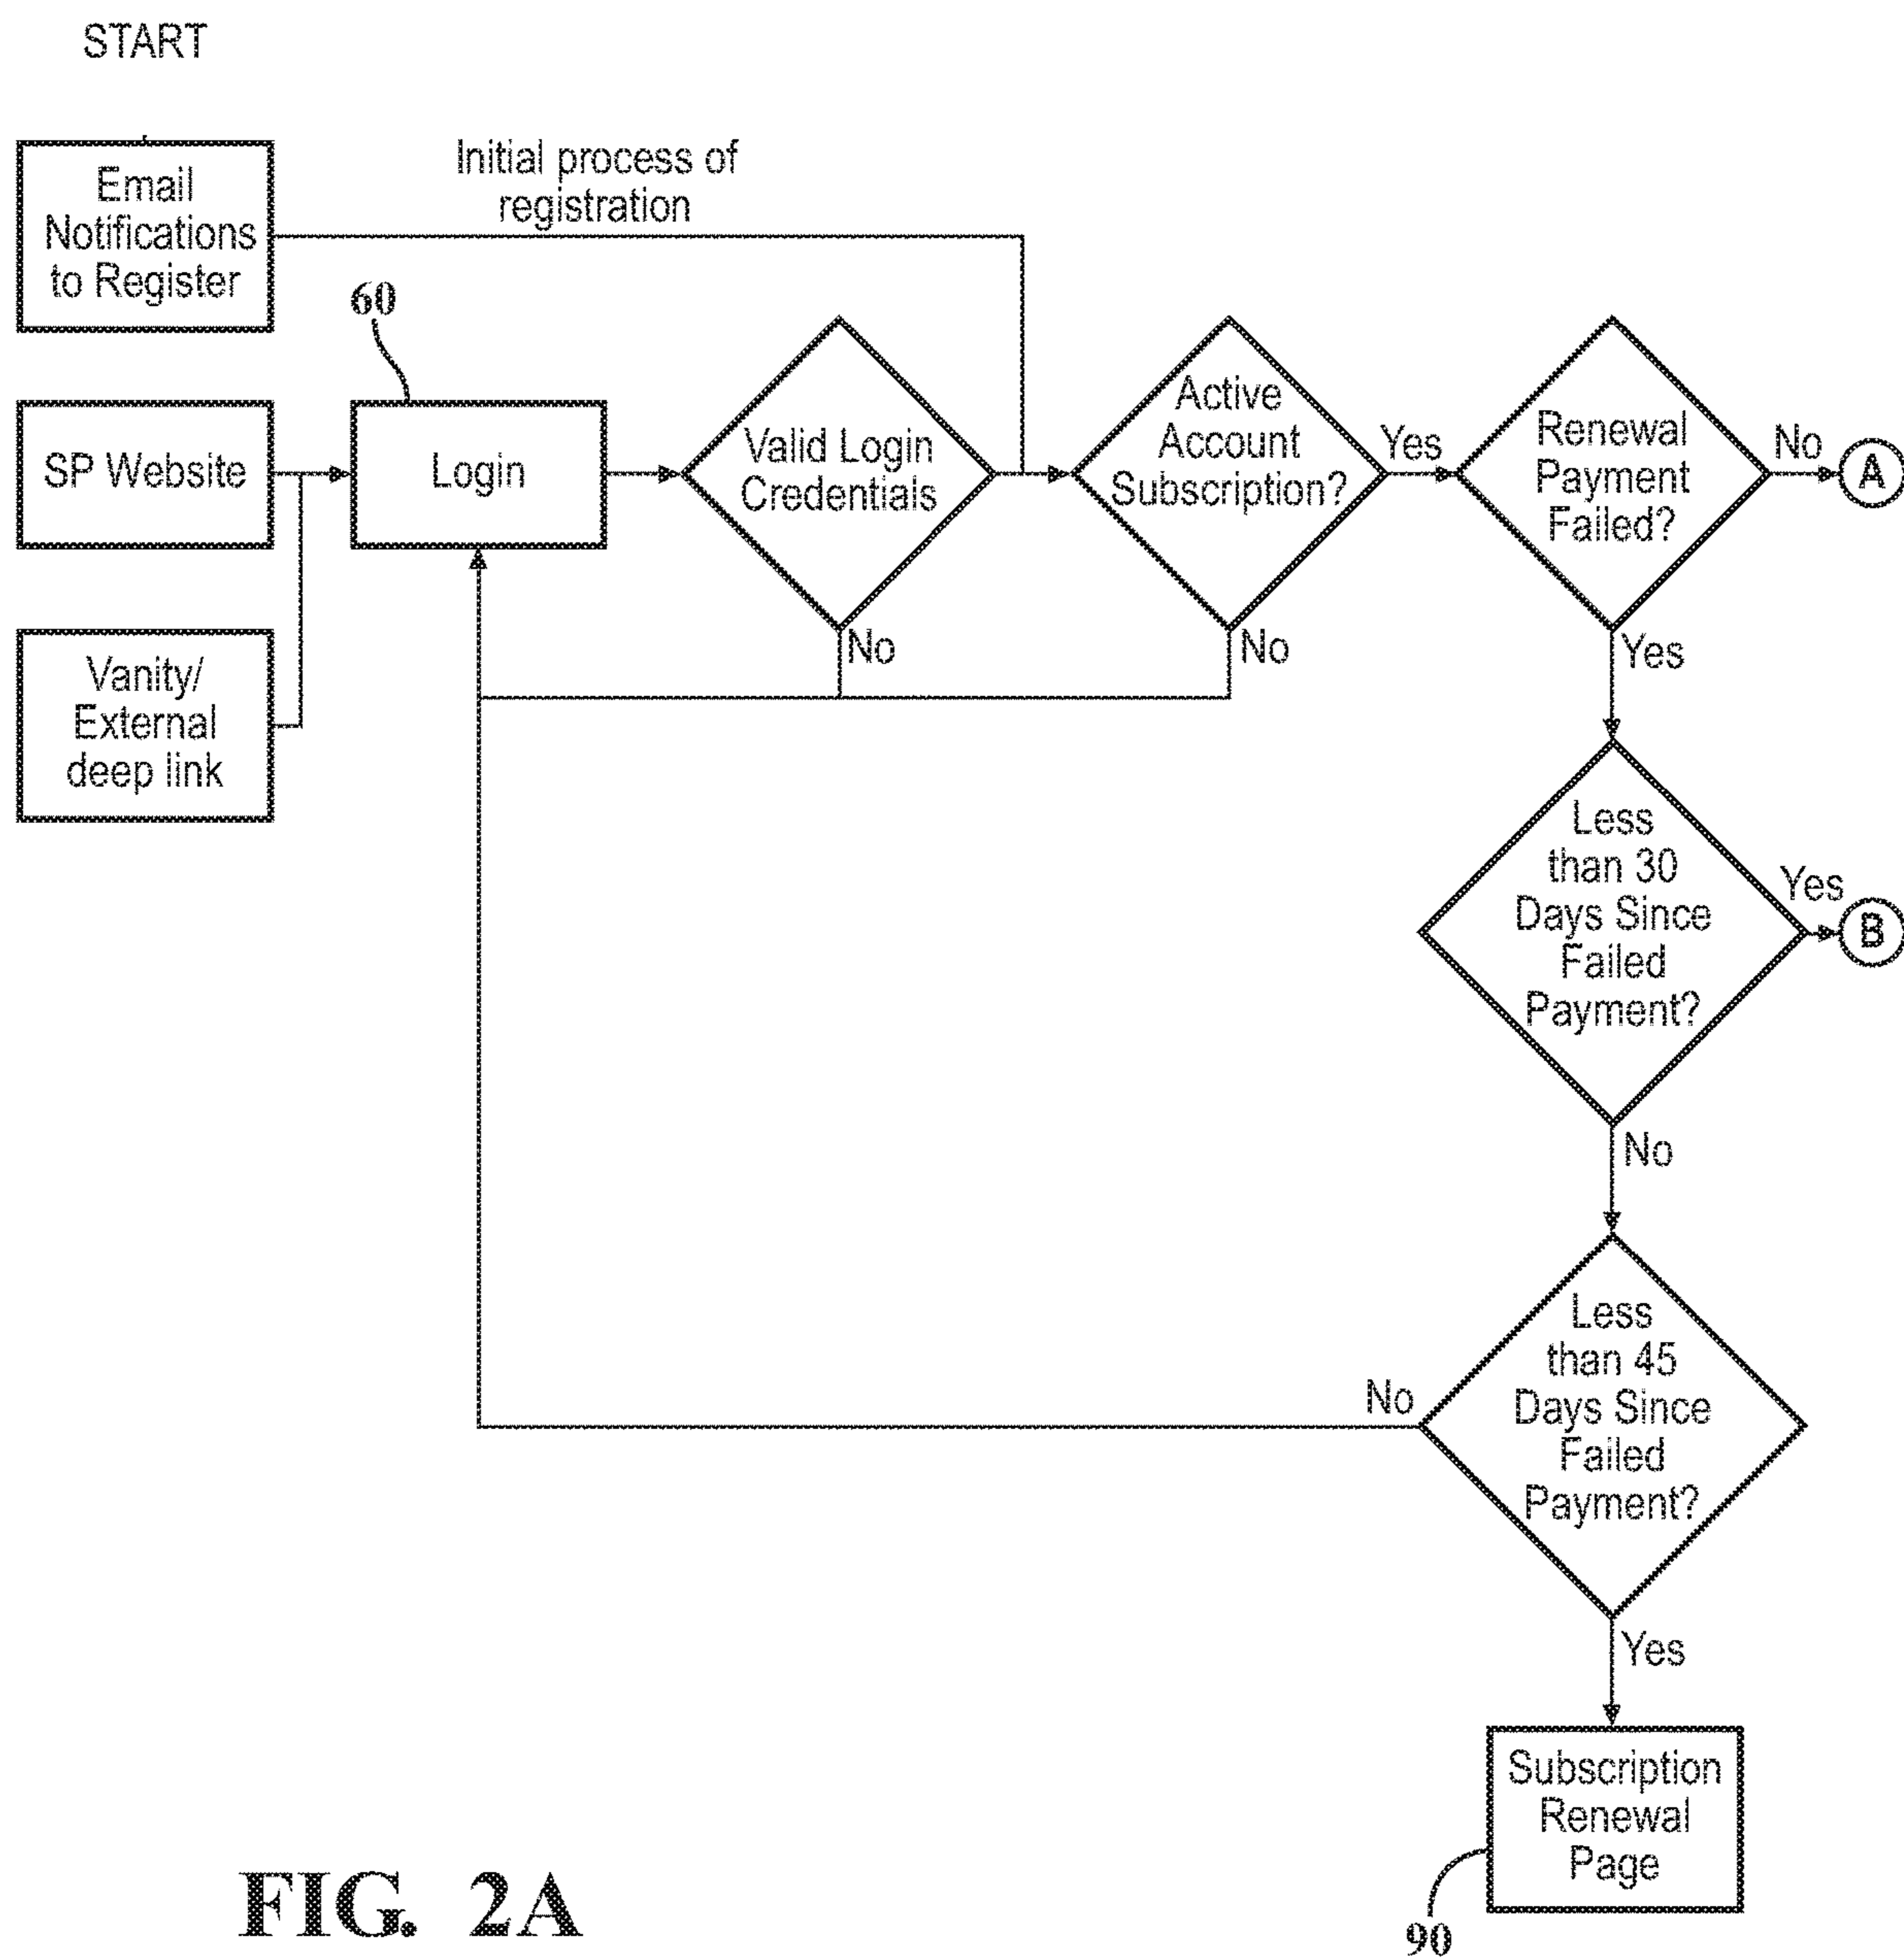 START
Email
Notifications
to Register
Initial process of
registration
60
SP Website
Login
Valid Login
Credentials
No
Active
Account
Subscription?
Yes
No
Renewal
Payment
Failed?
No
A
Yes
Vanity/
External
deep link
Less
than 30
Days Since
Failed
Payment?
Yes
B
No
Less
than 45
Days Since
Failed
Payment?
No
Yes
Subscription
Renewal
Page
90
FIG. 2A